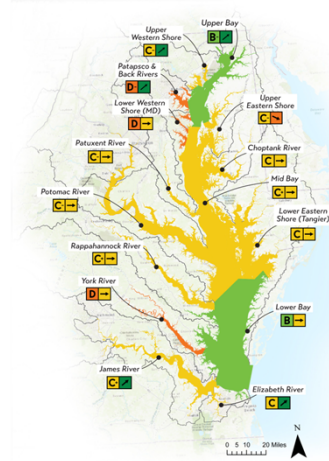 Upper Bay
B
Upper
Western Shore
C
Patapsco &
Back Rivers
D
Lower Western
Shore (MD)
D
Upper
Eastern Shore
C
Patuxent River
C
Choptank River
C
Mid Bay
C
Potomac River
C
Lower Eastern
Shore (Tangier)
C
Rappahannock River
C
York River
D
Lower Bay
B
James River
C
Elizabeth River
C
N
0 5 10 20 Miles